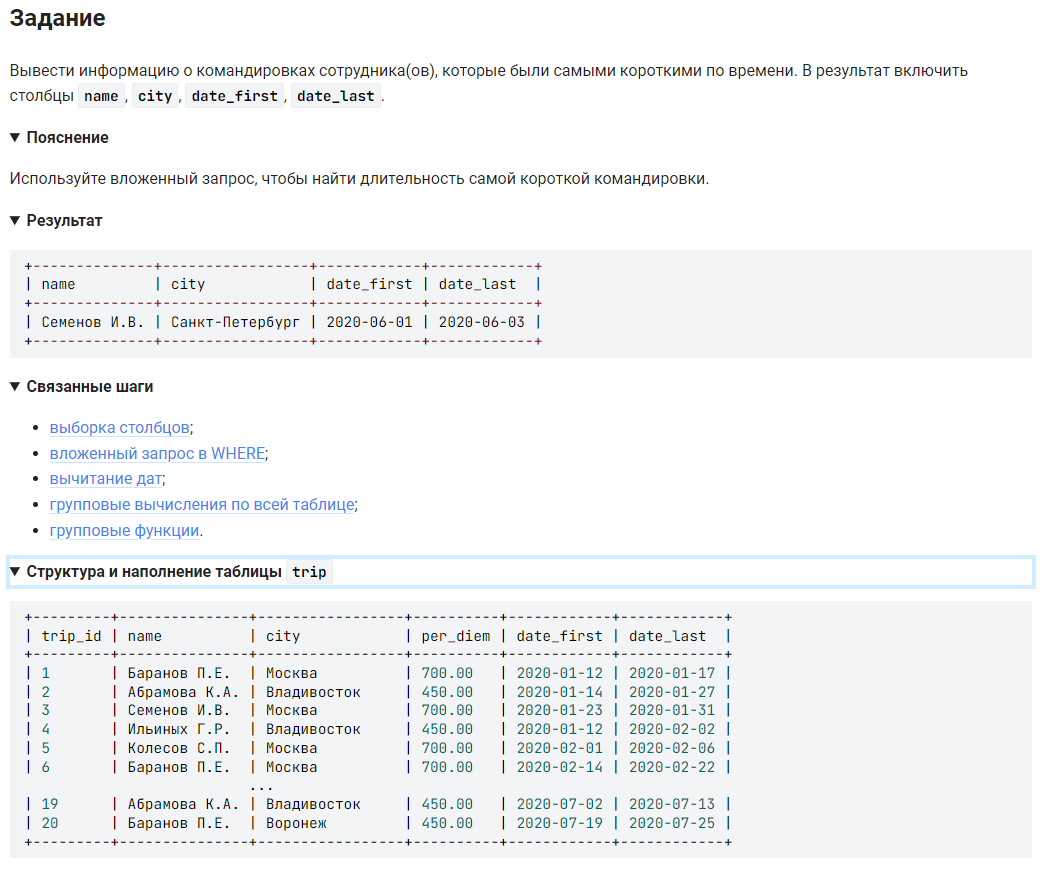 Задание
Вывести информацию о командировках сотрудника(ов), которые были самыми короткими по времени. В результат включить
столбцы name, city, date_first, date_last.
▼ Пояснение
Используйте вложенный запрос, чтобы найти длительность самой короткой командировки.
▼ Результат
+--------------+-----------------+------------+------------+
| name         | city            | date_first | date_last  |
+--------------+-----------------+------------+------------+
| Семенов И.В. | Санкт-Петербург | 2020-06-01 | 2020-06-03 |
+--------------+-----------------+------------+------------+
▼ Связанные шаги
• выборка столбцов;
• вложенный запрос в WHERE;
• вычитание дат;
• групповые вычисления по всей таблице;
• групповые функции.
▼ Структура и наполнение таблицы trip
+---------+---------------+-----------------+----------+------------+------------+
| trip_id | name          | city            | per_diem | date_first | date_last  |
+---------+---------------+-----------------+----------+------------+------------+
| 1       | Баранов П.Е.  | Москва          | 700.00   | 2020-01-12 | 2020-01-17 |
| 2       | Абрамова К.А. | Владивосток     | 450.00   | 2020-01-14 | 2020-01-27 |
| 3       | Семенов И.В.  | Москва          | 700.00   | 2020-01-23 | 2020-01-31 |
| 4       | Ильиных Г.Р.  | Владивосток     | 450.00   | 2020-01-12 | 2020-02-02 |
| 5       | Колесов С.П.  | Москва          | 700.00   | 2020-02-01 | 2020-02-06 |
| 6       | Баранов П.Е.  | Москва          | 700.00   | 2020-02-14 | 2020-02-22 |
...
| 19      | Абрамова К.А. | Владивосток     | 450.00   | 2020-07-02 | 2020-07-13 |
| 20      | Баранов П.Е.  | Воронеж         | 450.00   | 2020-07-19 | 2020-07-25 |
+---------+---------------+-----------------+----------+------------+------------+